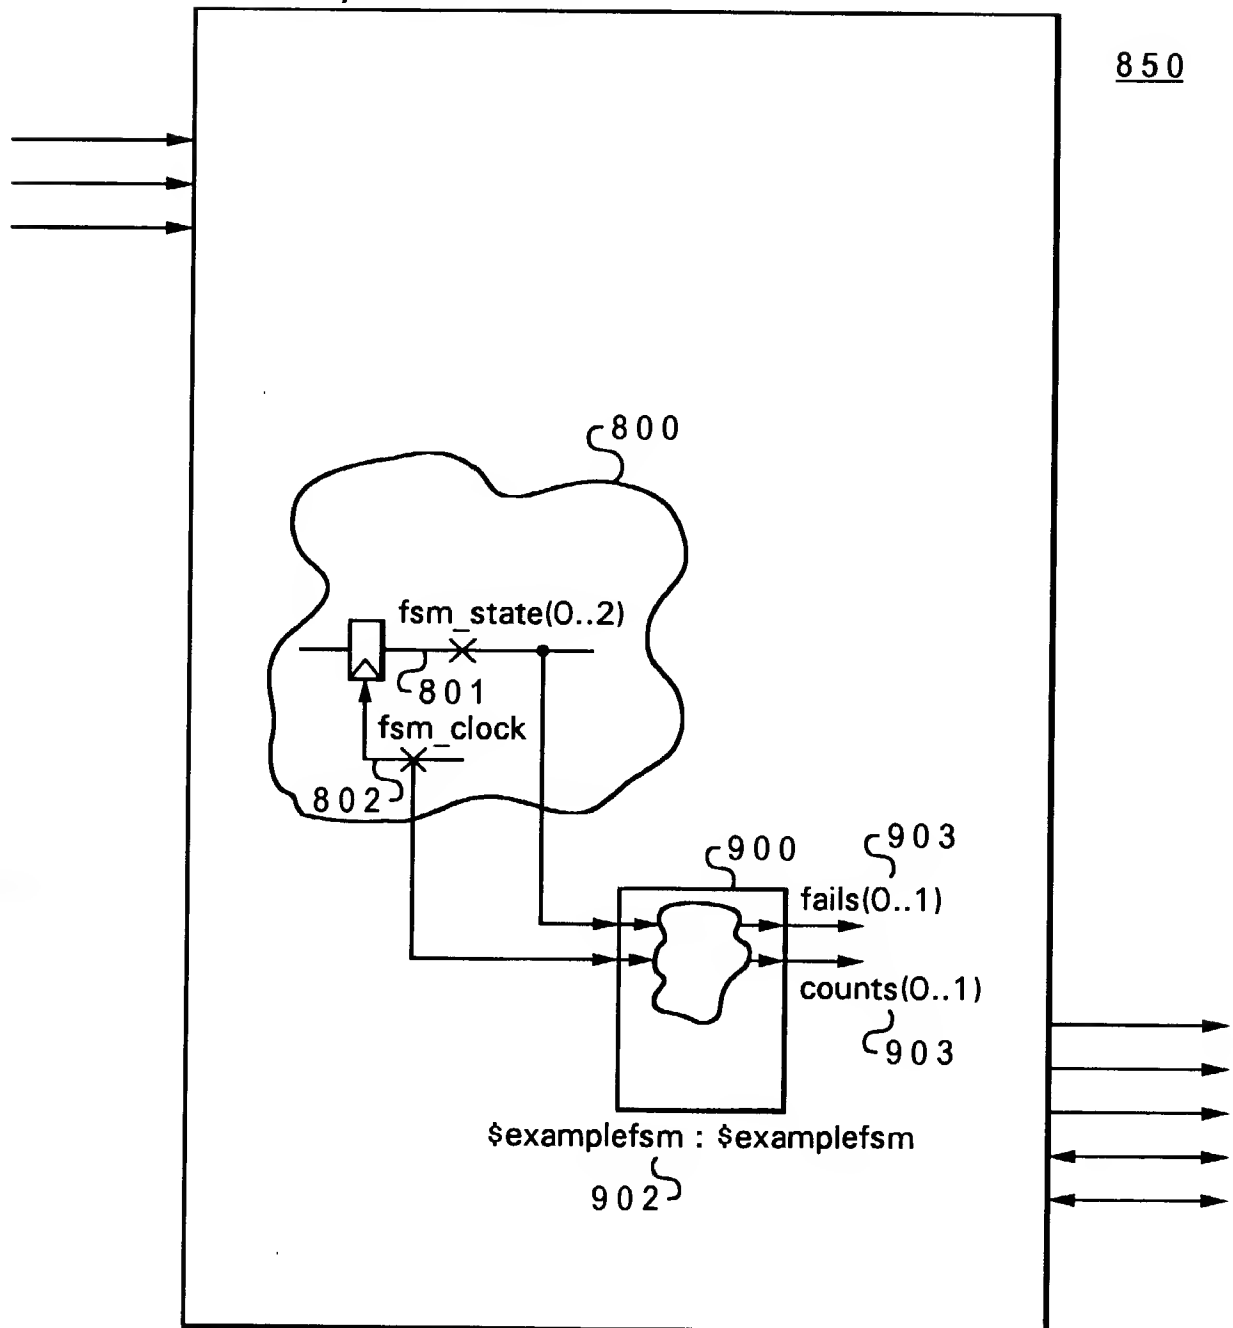 850
800
fsm_state(0..2)
801
fsm_clock
802
900
903
fails(0..1)
counts(0..1)
903
$examplefsm : $examplefsm
902